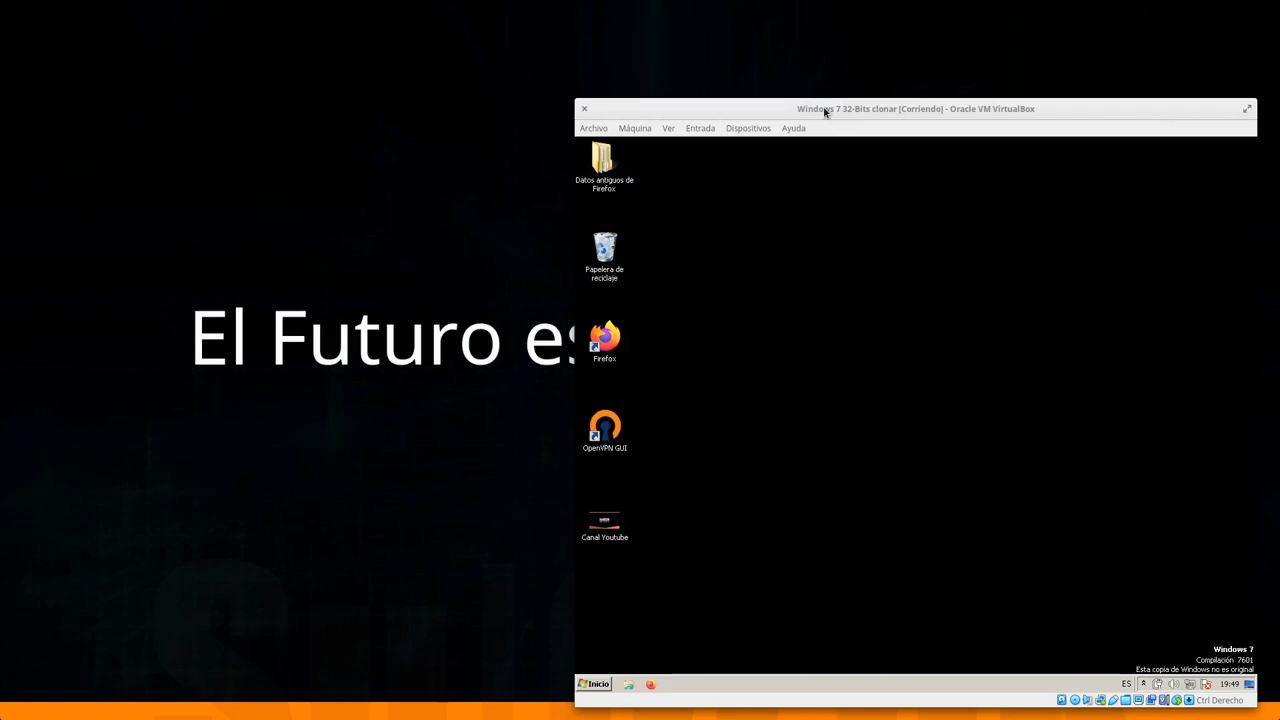 Windows 7 32-Bits clonar [Corriendo] - Oracle VM VirtualBox
Archivo Máquina Ver Entrada Dispositivos Ayuda
Datos antiguos de
Firefox
Papelera de
reciclaje
El Futuro es
Firefox
OpenVPN GUI
Canal Youtube
Windows 7
Compilación 7601
Esta copia de Windows no es original
Inicio ES 19:49
Ctrl Derecho